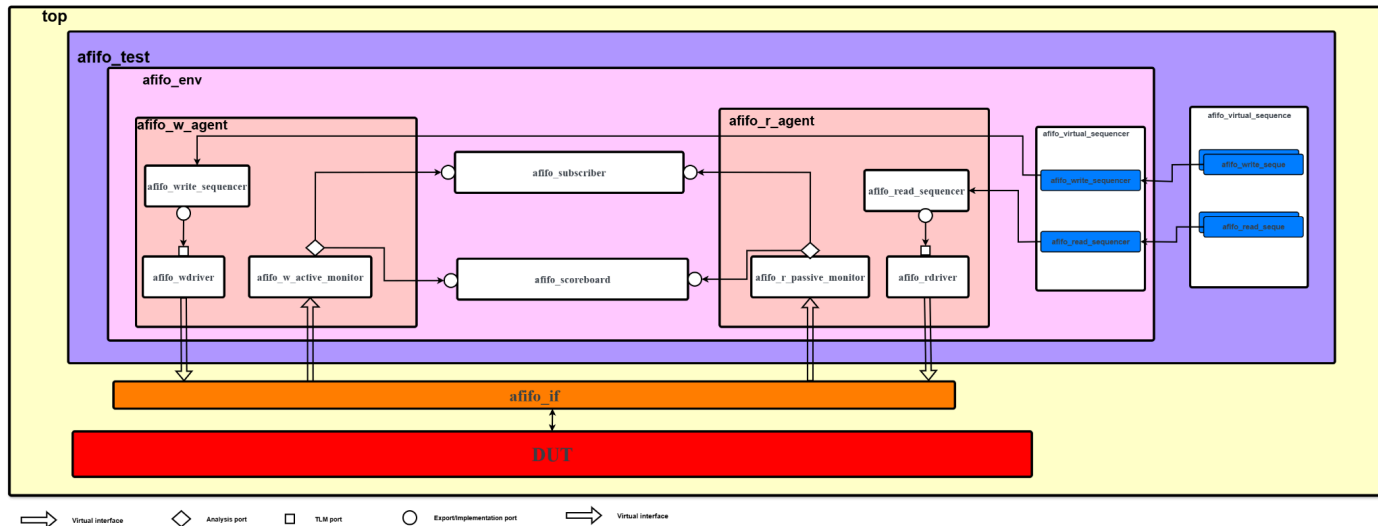 top
afifo_test
afifo_env
afifo_w_agent
afifo_r_agent
afifo_virtual_sequencer
afifo_virtual_sequence
afifo_write_sequencer
afifo_subscriber
afifo_read_sequencer
afifo_write_sequencer
afifo_write_seque
afifo_read_sequencer
afifo_read_seque
afifo_wdriver
afifo_w_active_monitor
afifo_scoreboard
afifo_r_passive_monitor
afifo_rdriver
afifo_if
DUT
Virtual interface
Analysis port
TLM port
Export/Implementation port
Virtual interface